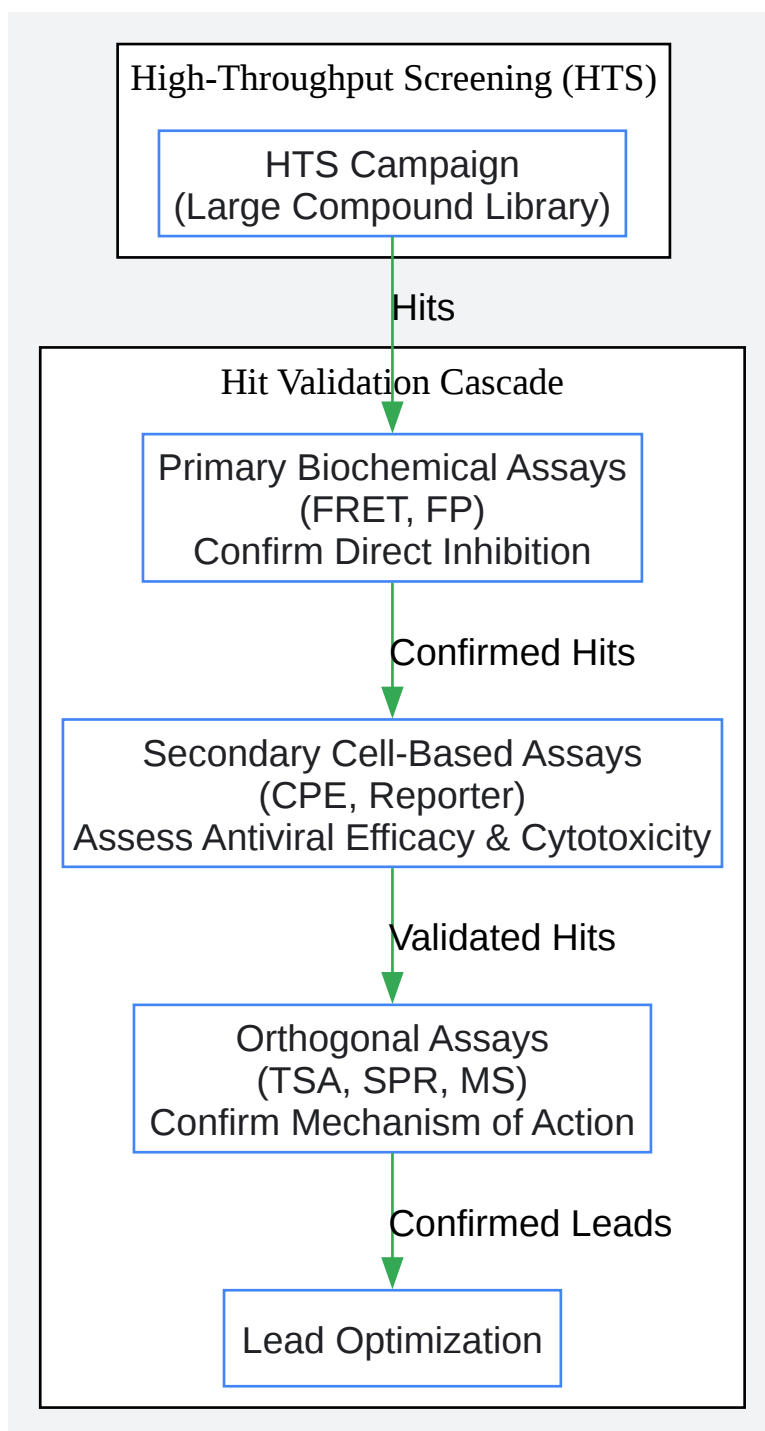 High-Throughput Screening (HTS)
HTS Campaign
(Large Compound Library)
Hits
Hit Validation Cascade
Primary Biochemical Assays
(FRET, FP)
Confirm Direct Inhibition
Confirmed Hits
Secondary Cell-Based Assays
(CPE, Reporter)
Assess Antiviral Efficacy & Cytotoxicity
Validated Hits
Orthogonal Assays
(TSA, SPR, MS)
Confirm Mechanism of Action
Confirmed Leads
Lead Optimization